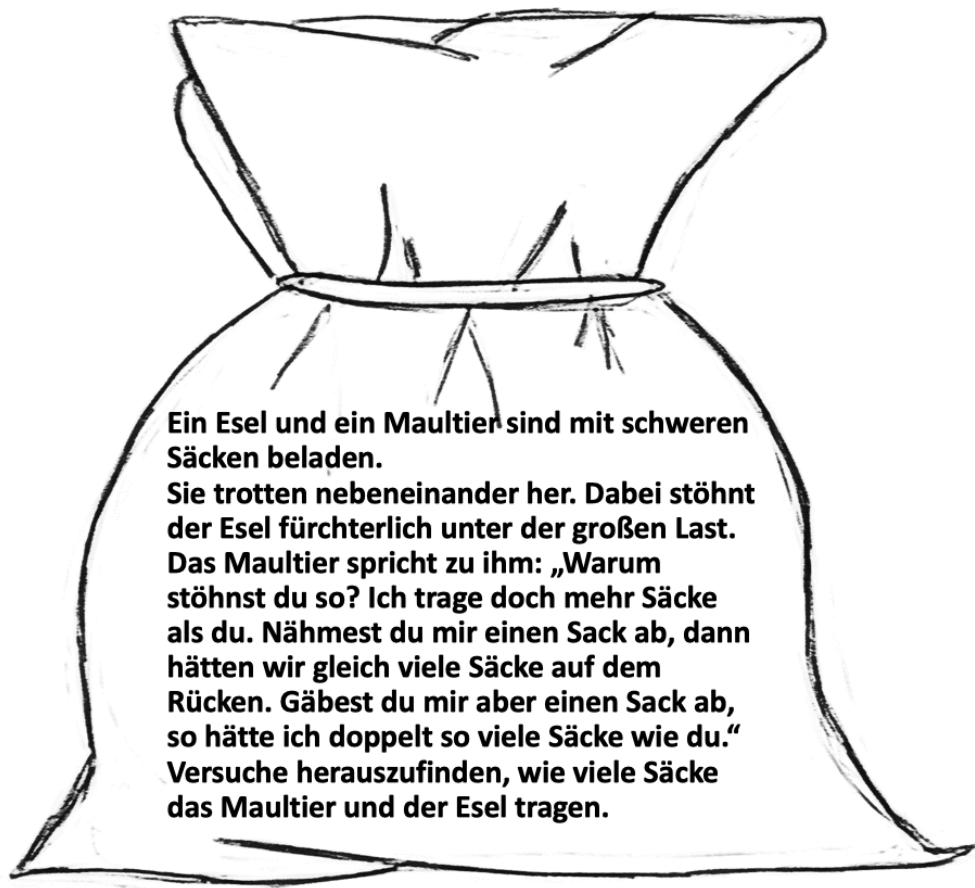 Ein Esel und ein Maultier sind mit schweren
Säcken beladen.
Sie trotten nebeneinander her. Dabei stöhnt
der Esel fürchterlich unter der großen Last.
Das Maultier spricht zu ihm: „Warum
stöhnst du so? Ich trage doch mehr Säcke
als du. Nähmest du mir einen Sack ab, dann
hätten wir gleich viele Säcke auf dem
Rücken. Gäbest du mir aber einen Sack ab,
so hätte ich doppelt so viele Säcke wie du.“
Versuche herauszufinden, wie viele Säcke
das Maultier und der Esel tragen.